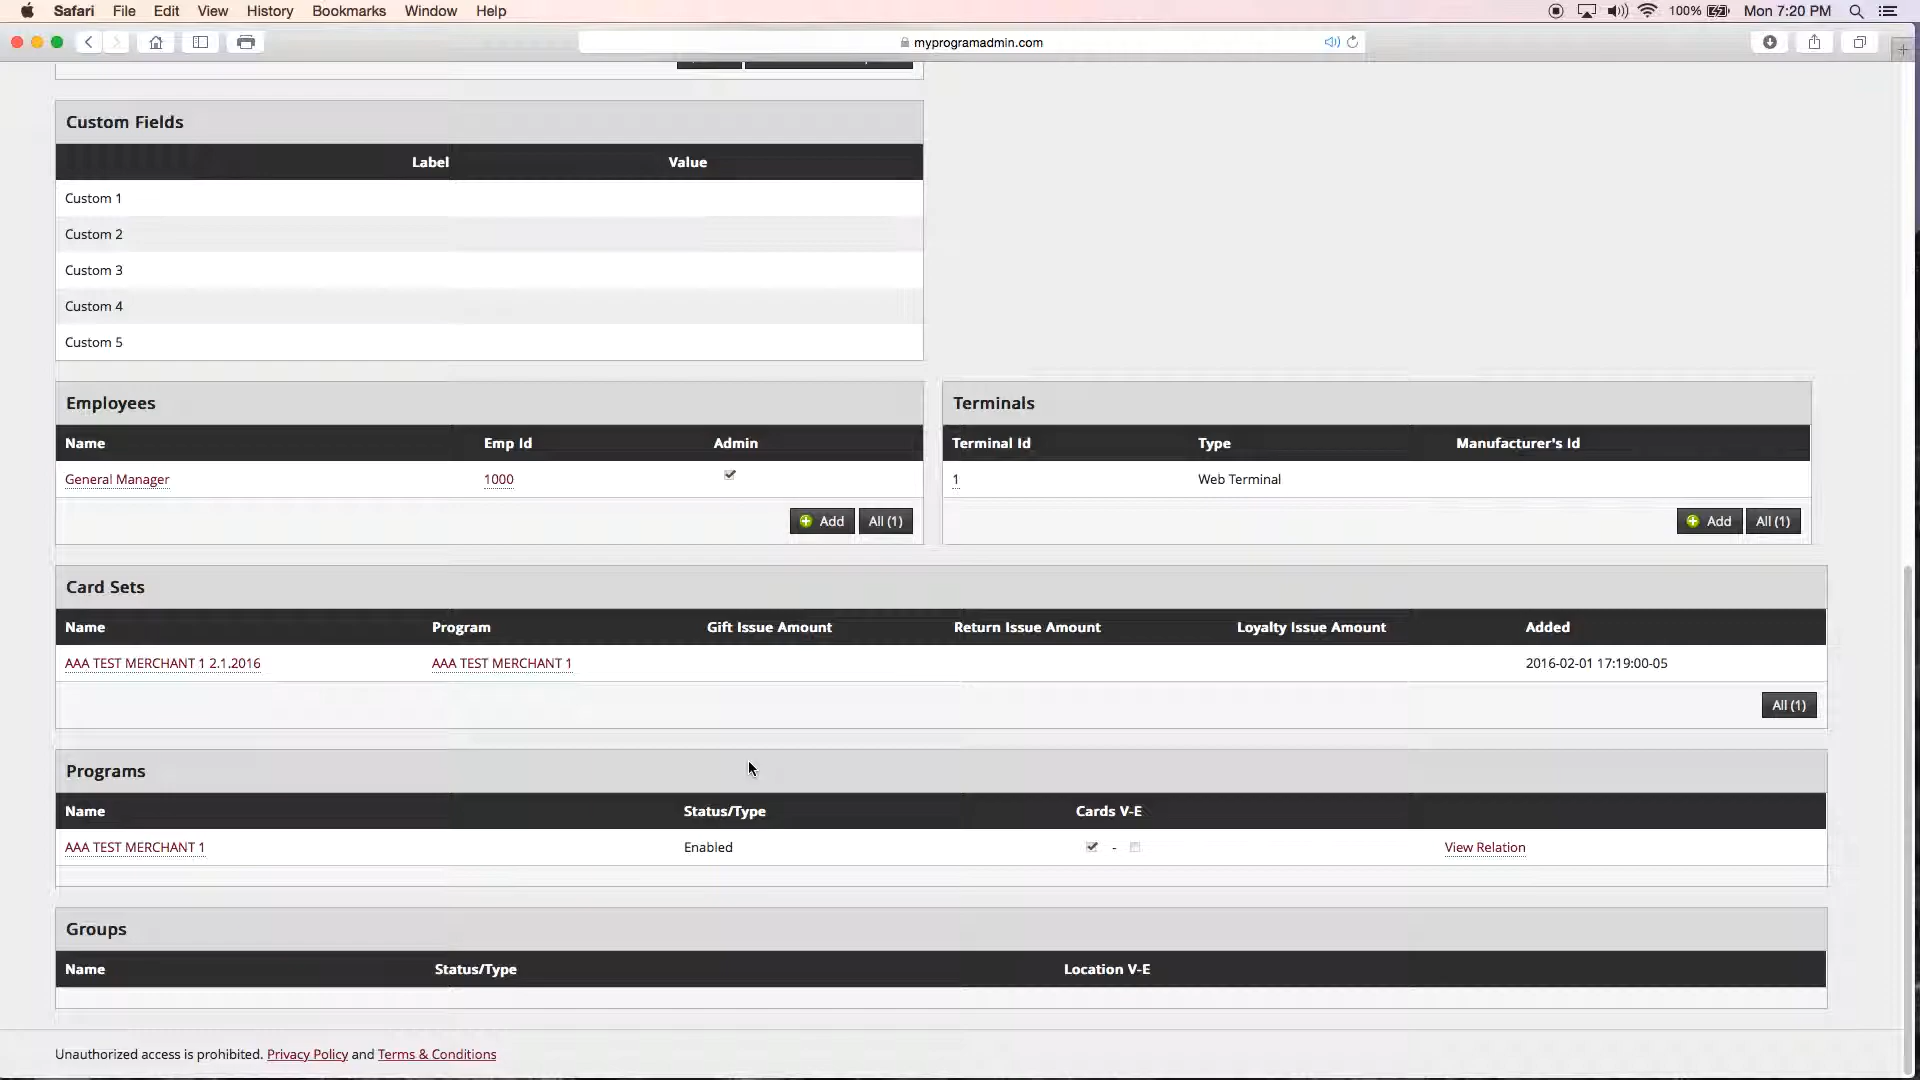 Safari File Edit View History Bookmarks Window Help 100% Mon 7:20 PM
myprogramadmin.com
Custom Fields
Label Value
Custom 1
Custom 2
Custom 3
Custom 4
Custom 5
Employees Terminals
Name Emp Id Admin Terminal Id Type Manufacturer's Id
General Manager 1000 1 Web Terminal
Add All (1) Add All (1)
Card Sets
Name Program Gift Issue Amount Return Issue Amount Loyalty Issue Amount Added
AAA TEST MERCHANT 1 2.1.2016 AAA TEST MERCHANT 1 2016-02-01 17:19:00-05
All (1)
Programs
Name Status/Type Cards V-E
AAA TEST MERCHANT 1 Enabled - View Relation
Groups
Name Status/Type Location V-E
Unauthorized access is prohibited. Privacy Policy and Terms & Conditions